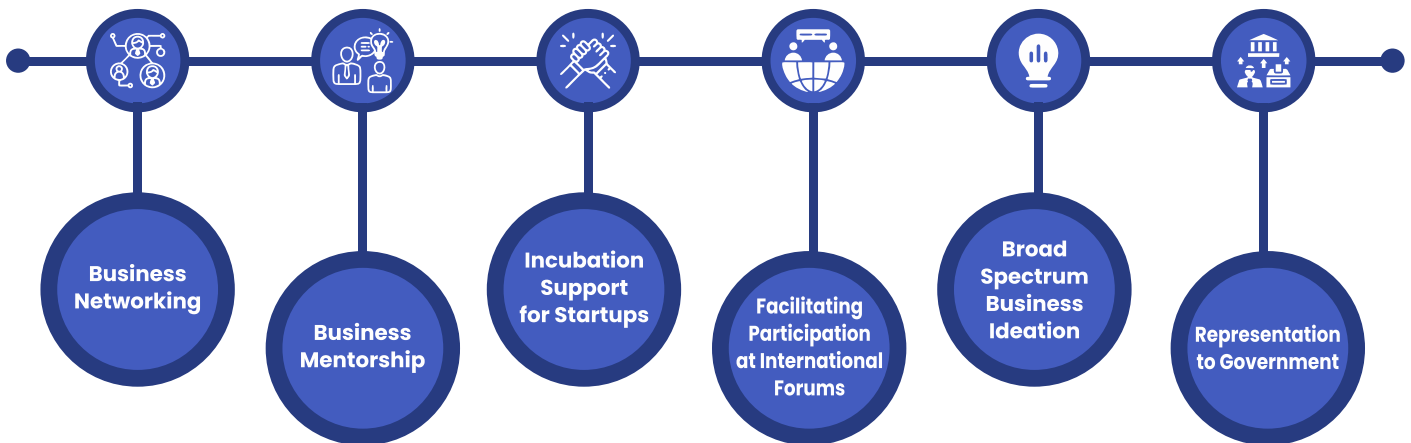 Business
Networking
Business
Mentorship
Incubation
Support
for Startups
Facilitating
Participation
at International
Forums
Broad
Spectrum
Business
Ideation
Representation
to Government